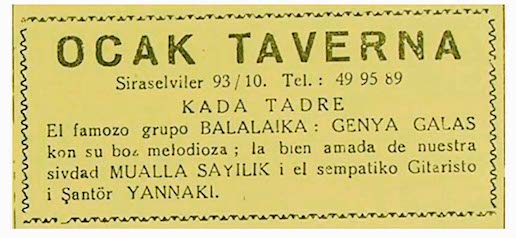 OCAK TAVERNA
Siraselviler 93/10. Tel.: 49 95 89
KADA TADRE
El famozo grupo BALALAIKA: GENYA GALAS
kon su boz melodioza; la bien amada de nuestra
sivdad MUALLA SAYILIK i el sempatiko Gitaristo
i Şantör YANNAKI.